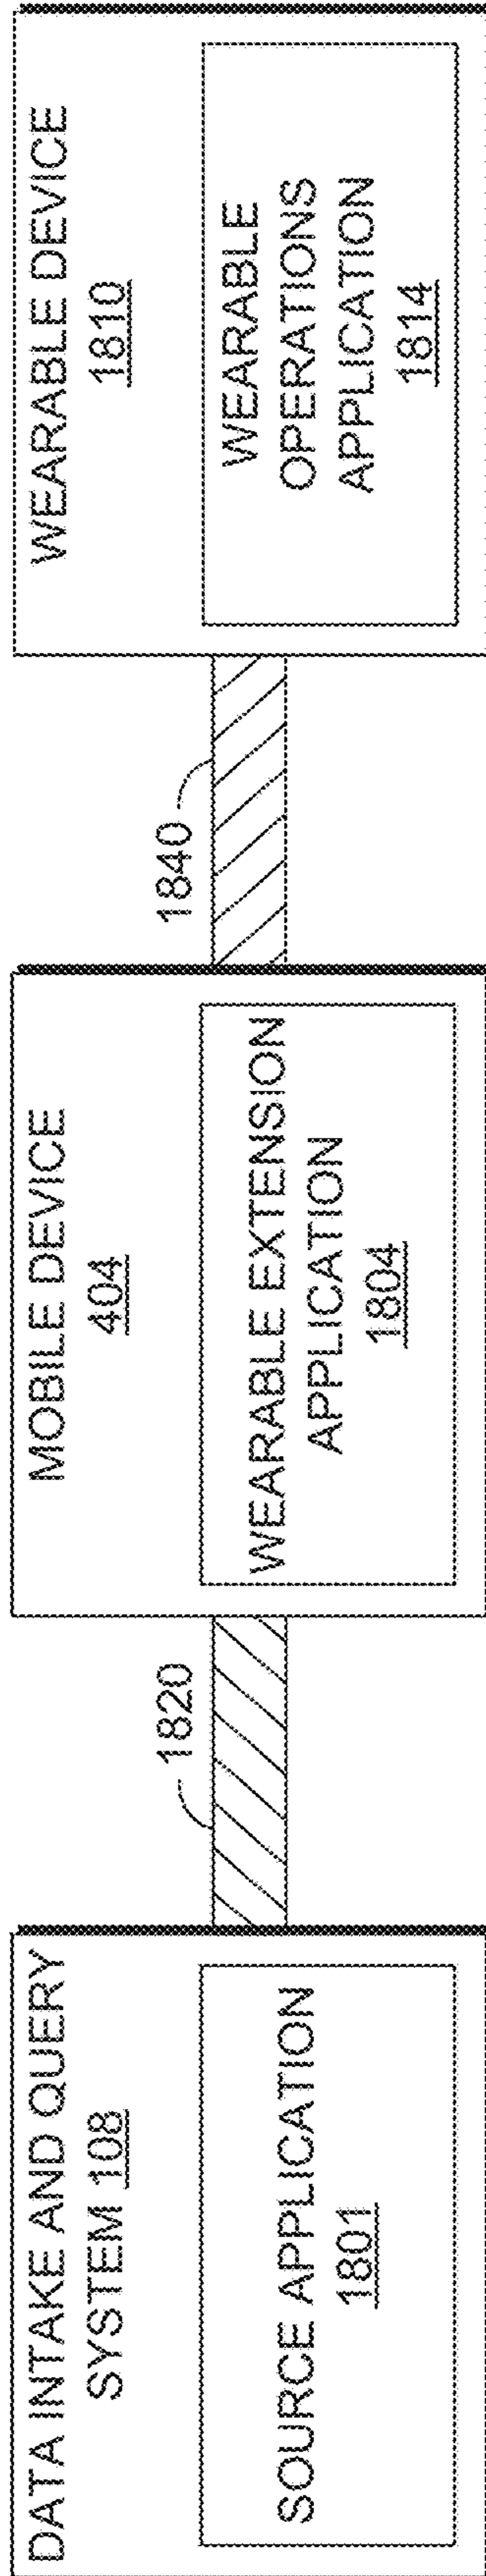 DATA INTAKE AND QUERY
SYSTEM 108
SOURCE APPLICATION
1801
1820
MOBILE DEVICE
404
WEARABLE EXTENSION
APPLICATION
1804
1840
WEARABLE DEVICE
1810
WEARABLE
OPERATIONS
APPLICATION
1814